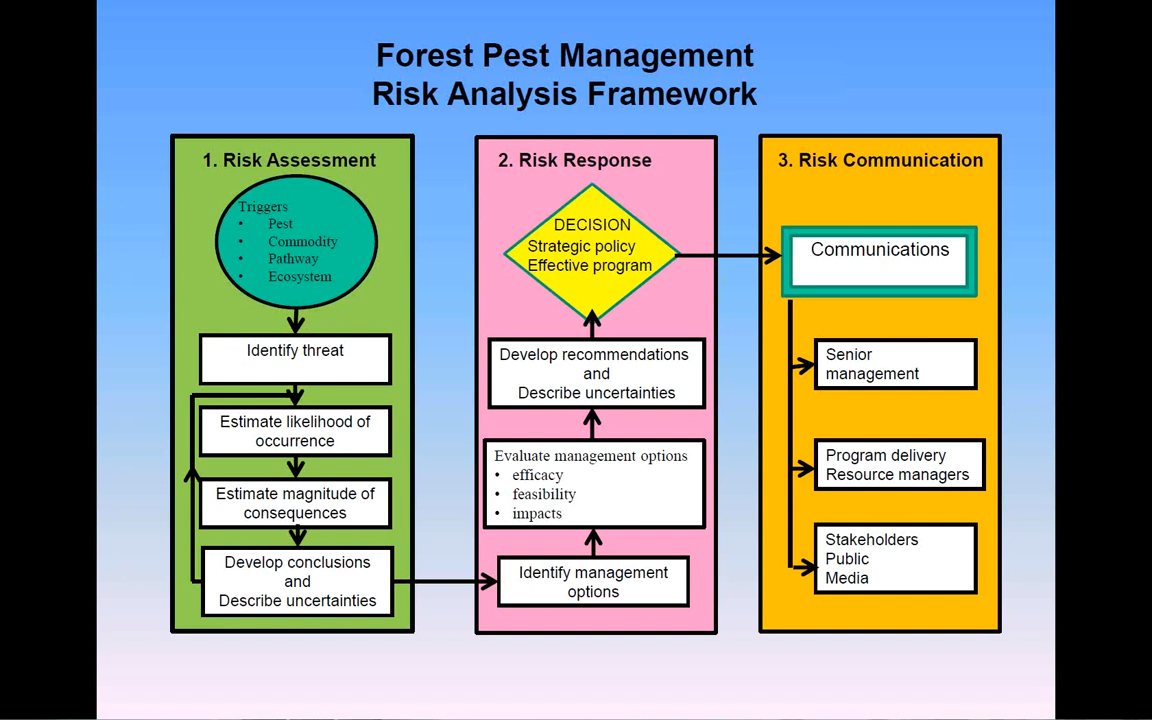 Forest Pest Management
Risk Analysis Framework
1. Risk Assessment
Triggers
• Pest
• Commodity
• Pathway
• Ecosystem
Identify threat
Estimate likelihood of
occurrence
Estimate magnitude of
consequences
Develop conclusions
and
Describe uncertainties
2. Risk Response
DECISION
Strategic policy
Effective program
Develop recommendations
and
Describe uncertainties
Evaluate management options
• efficacy
• feasibility
• impacts
Identify management
options
3. Risk Communication
Communications
Senior
management
Program delivery
Resource managers
Stakeholders
Public
Media